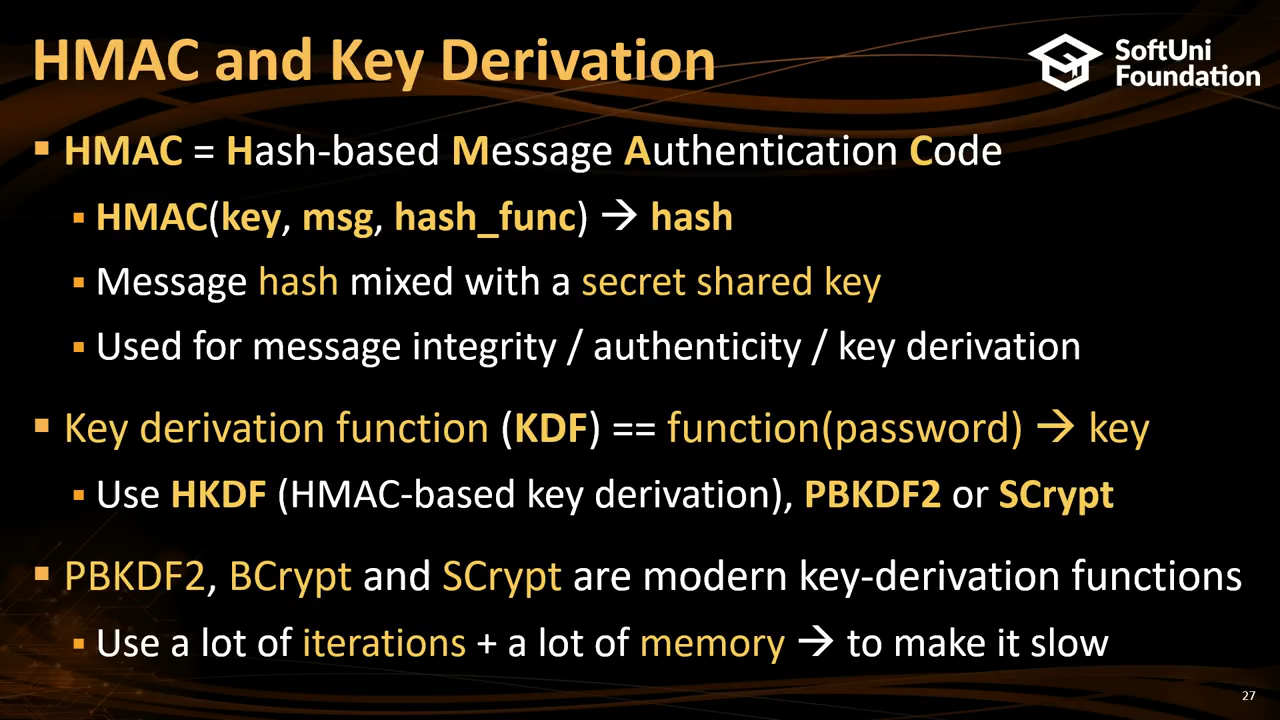 HMAC and Key Derivation
SoftUni
Foundation
▪ HMAC = Hash-based Message Authentication Code
▪ HMAC(key, msg, hash_func) → hash
▪ Message hash mixed with a secret shared key
▪ Used for message integrity / authenticity / key derivation
▪ Key derivation function (KDF) == function(password) → key
▪ Use HKDF (HMAC-based key derivation), PBKDF2 or SCrypt
▪ PBKDF2, BCrypt and SCrypt are modern key-derivation functions
▪ Use a lot of iterations + a lot of memory → to make it slow
27